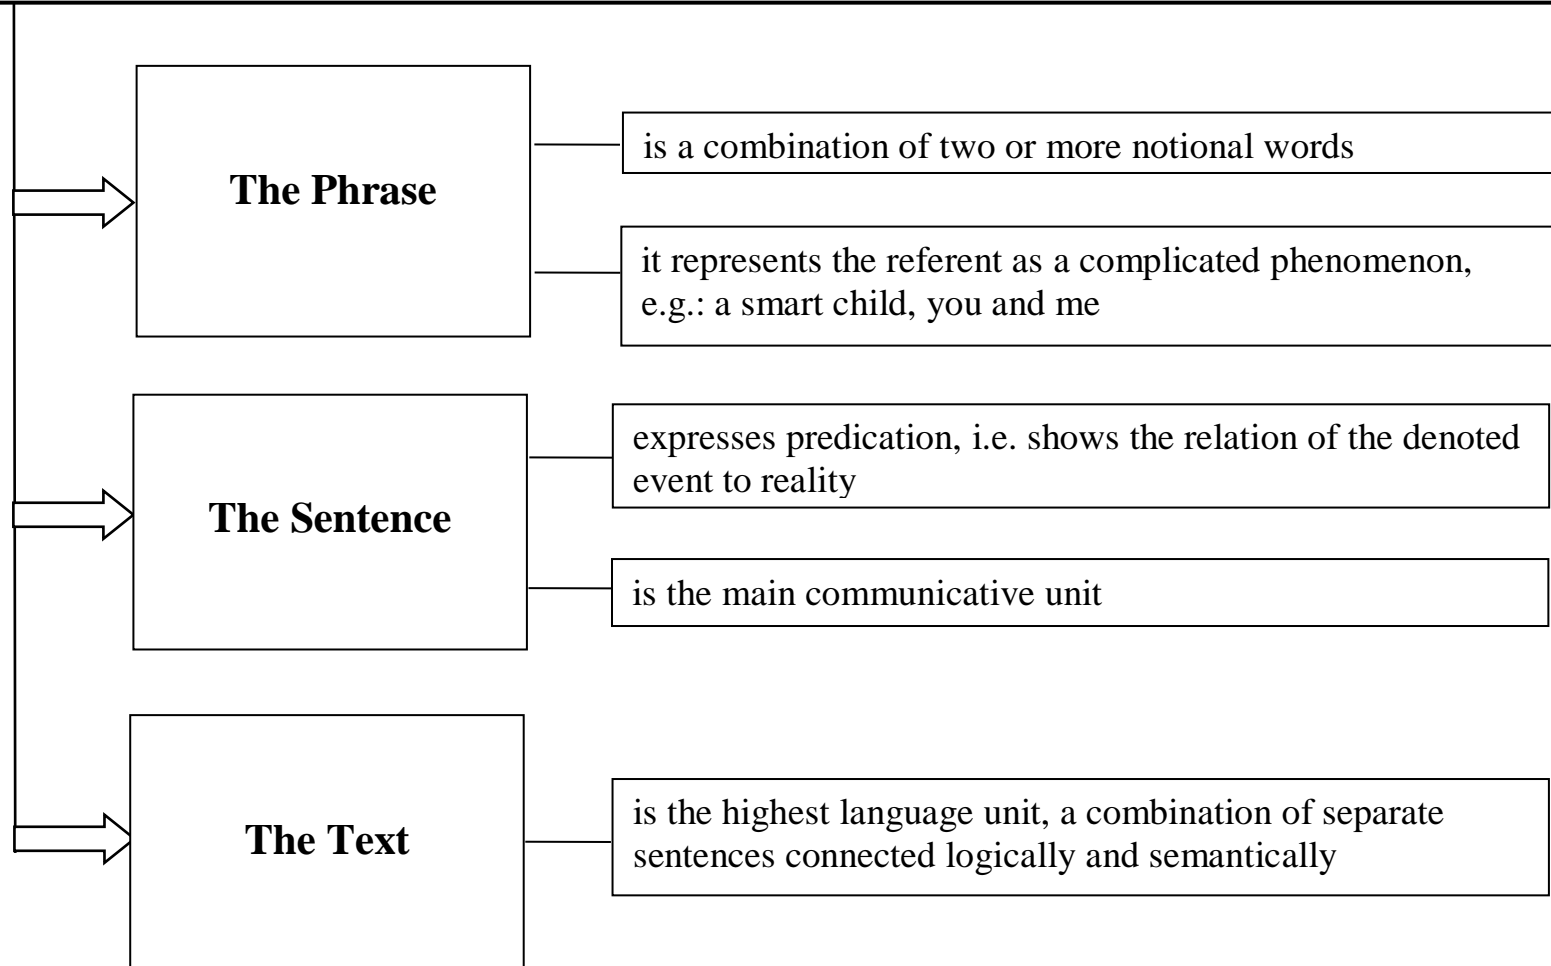 The Phrase
is a combination of two or more notional words
it represents the referent as a complicated phenomenon,
e.g.: a smart child, you and me
The Sentence
expresses predication, i.e. shows the relation of the denoted
event to reality
is the main communicative unit
The Text
is the highest language unit, a combination of separate
sentences connected logically and semantically